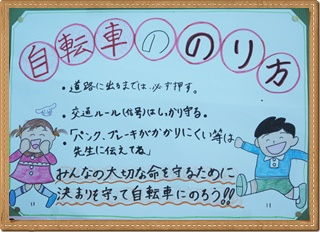 自転車ののり方
・道路に出るまでは、必ず押す。
・交通ルール(信号)はしっかり守る。
・「パンク、ブレーキがかかりにくい等は
先生に伝えてね」
みんなの大切な命を守るために
決まりを守って自転車にのろう!!